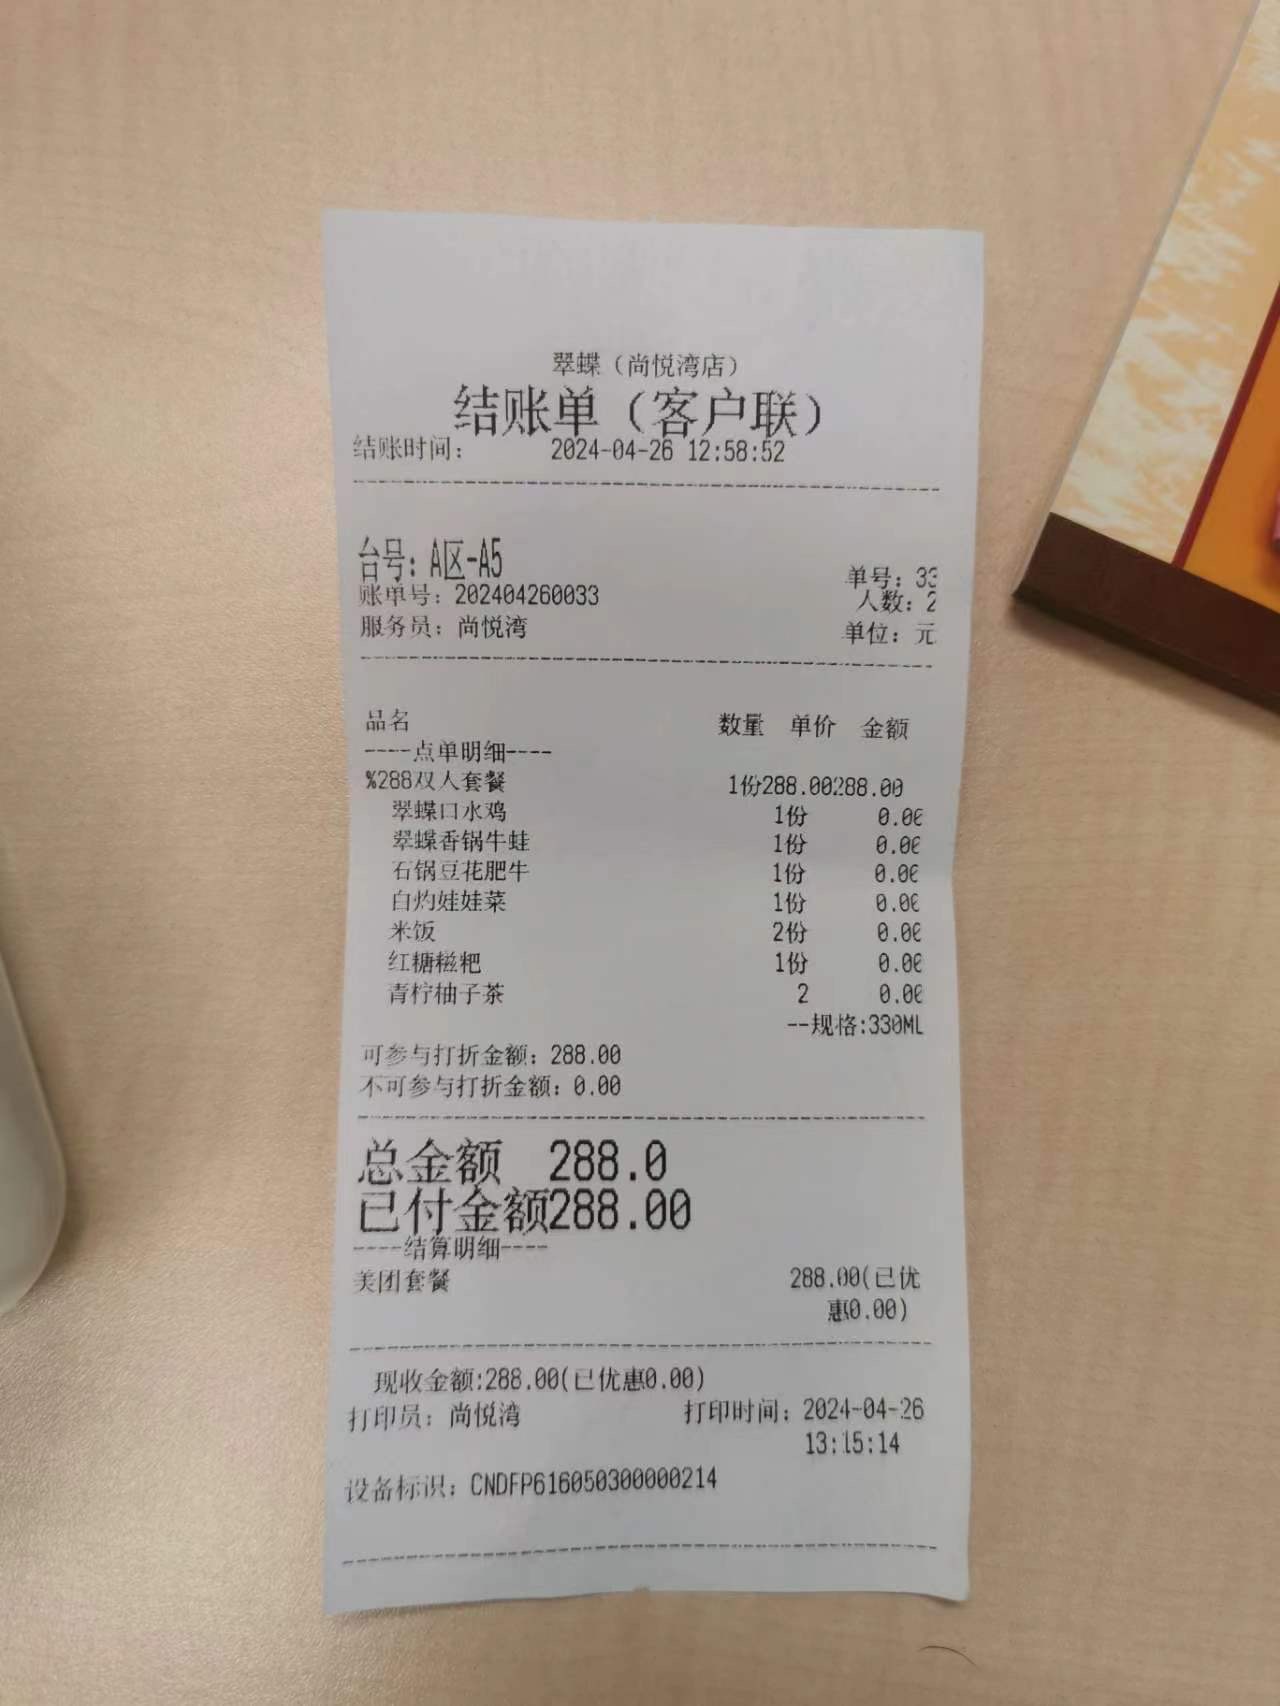 翠蝶（尚悦湾店）
结账单（客户联）
结账时间： 2024-04-26 12:58:52
台号：A区-A5
单号：33
账单号：202404260033
人数：2
服务员：尚悦湾
单位：元
品名 数量 单价 金额
----点单明细----
%288双人套餐 1份288.00288.00
翠蝶口水鸡 1份 0.00
翠蝶香锅牛蛙 1份 0.00
石锅豆花肥牛 1份 0.00
白灼娃娃菜 1份 0.00
米饭 2份 0.00
红糖糍粑 1份 0.00
青柠柚子茶 2 0.00
--规格:330ML
可参与打折金额：288.00
不可参与打折金额：0.00
总金额 288.0
已付金额288.00
----结算明细----
美团套餐 288.00(已优
惠0.00)
现收金额:288.00(已优惠0.00)
打印员：尚悦湾 打印时间：2024-04-26
13:15:14
设备标识：CNDFP616050300000214